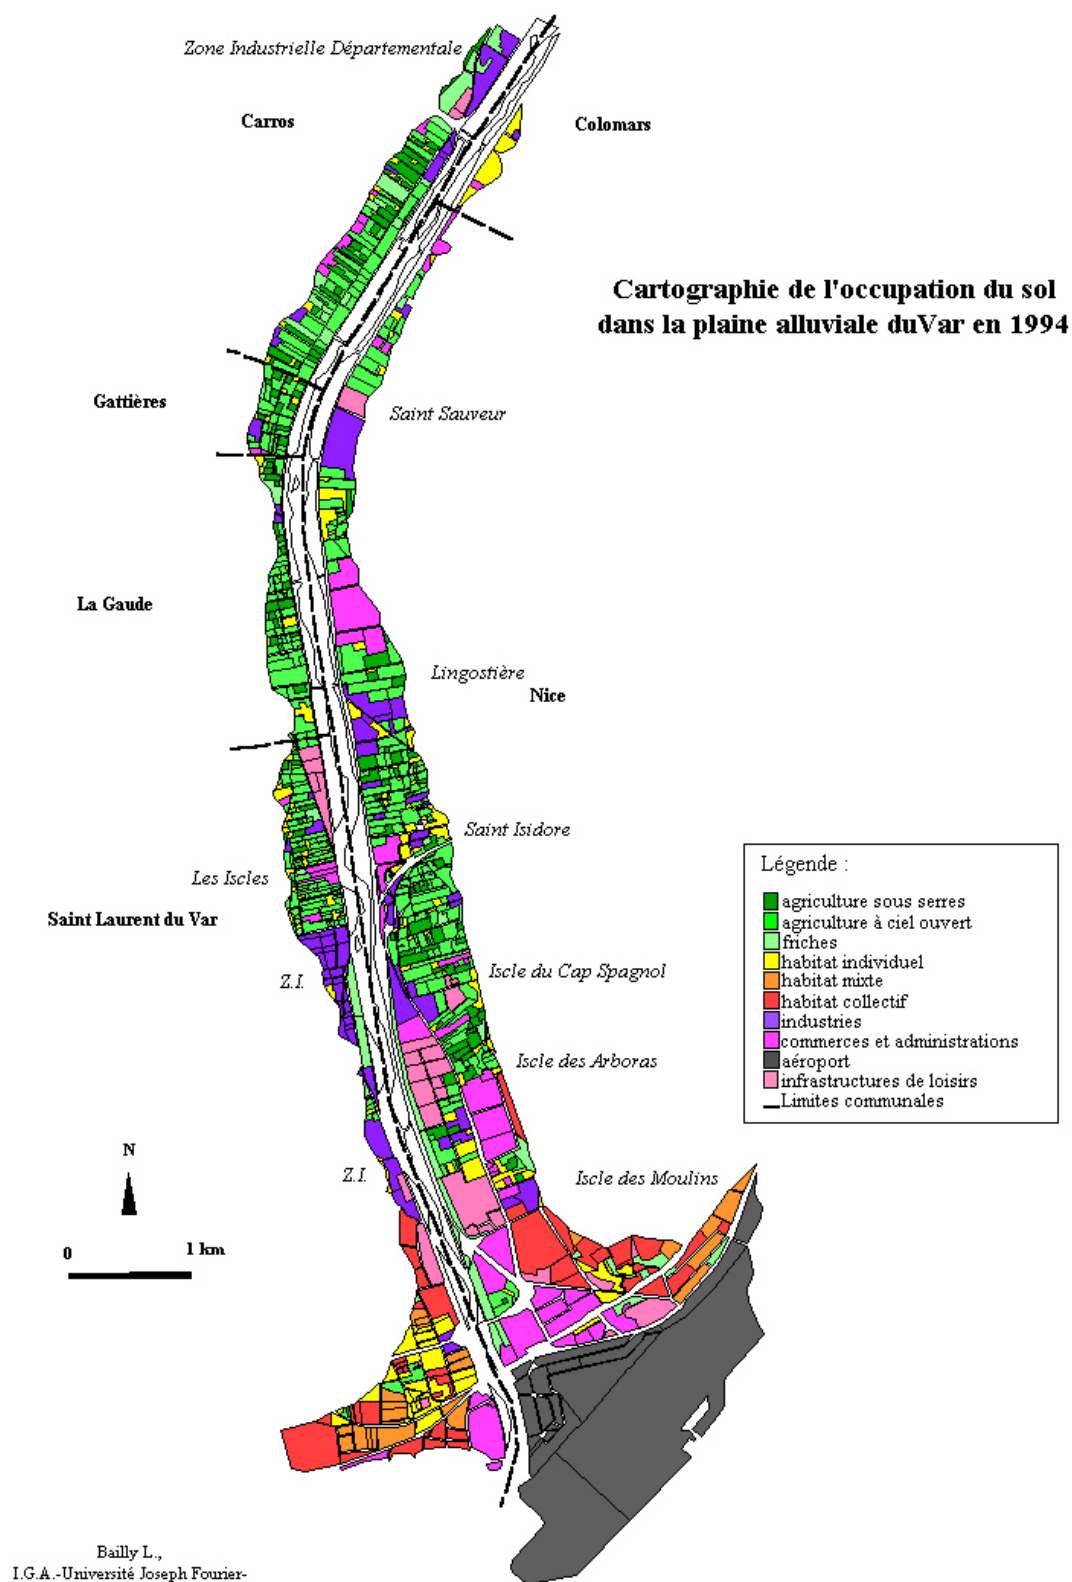 Zone Industrielle Départementale
Carros
Colomars
Cartographie de l'occupation du sol
dans la plaine alluviale duVar en 1994
Gattières
Saint Sauveur
La Gaude
Lingostière
Nice
Saint Isidore
Les Iscles
Saint Laurent du Var
Z.I.
Iscle du Cap Spagnol
Iscle des Arboras
Légende :
agriculture sous serres
agriculture à ciel ouvert
friches
habitat individuel
habitat mixte
habitat collectif
industries
commerces et administrations
aéroport
infrastructures de loisirs
Limites communales
N
Z.I.
Iscle des Moulins
0 1 km
Bailly L.,
I.G.A.-Université Joseph Fourier-